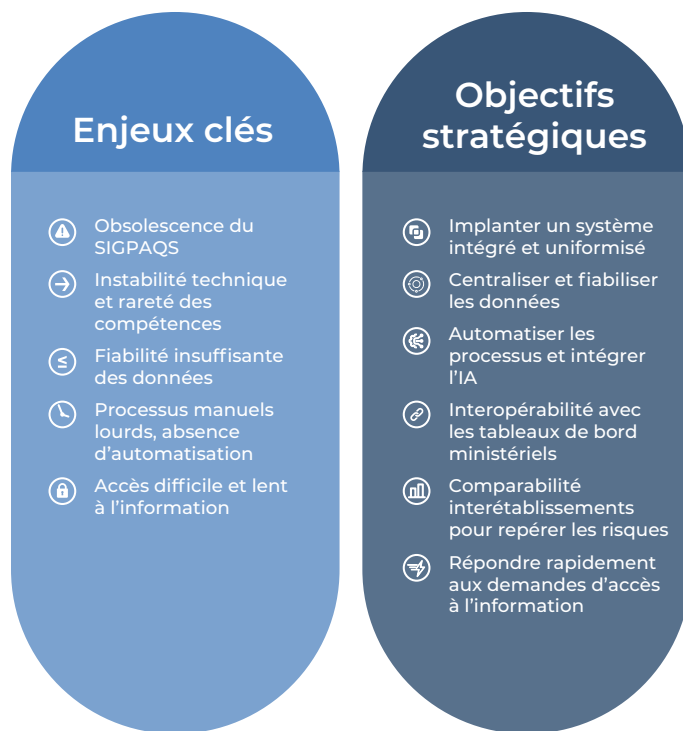 Enjeux clés
Obsolescence du
SIGPAQS
Instabilité technique
et rareté des
compétences
Fiabilité insuffisante
des données
Processus manuels
lourds, absence
d'automatisation
Accès difficile et lent
à l'information
Objectifs
stratégiques
Implanter un système
intégré et uniformisé
Centraliser et fiabiliser
les données
Automatiser les
processus et intégrer
l'IA
Interopérabilité avec
les tableaux de bord
ministériels
Comparabilité
interétablissements
pour repérer les risques
Répondre rapidement
aux demandes d'accès
à l'information